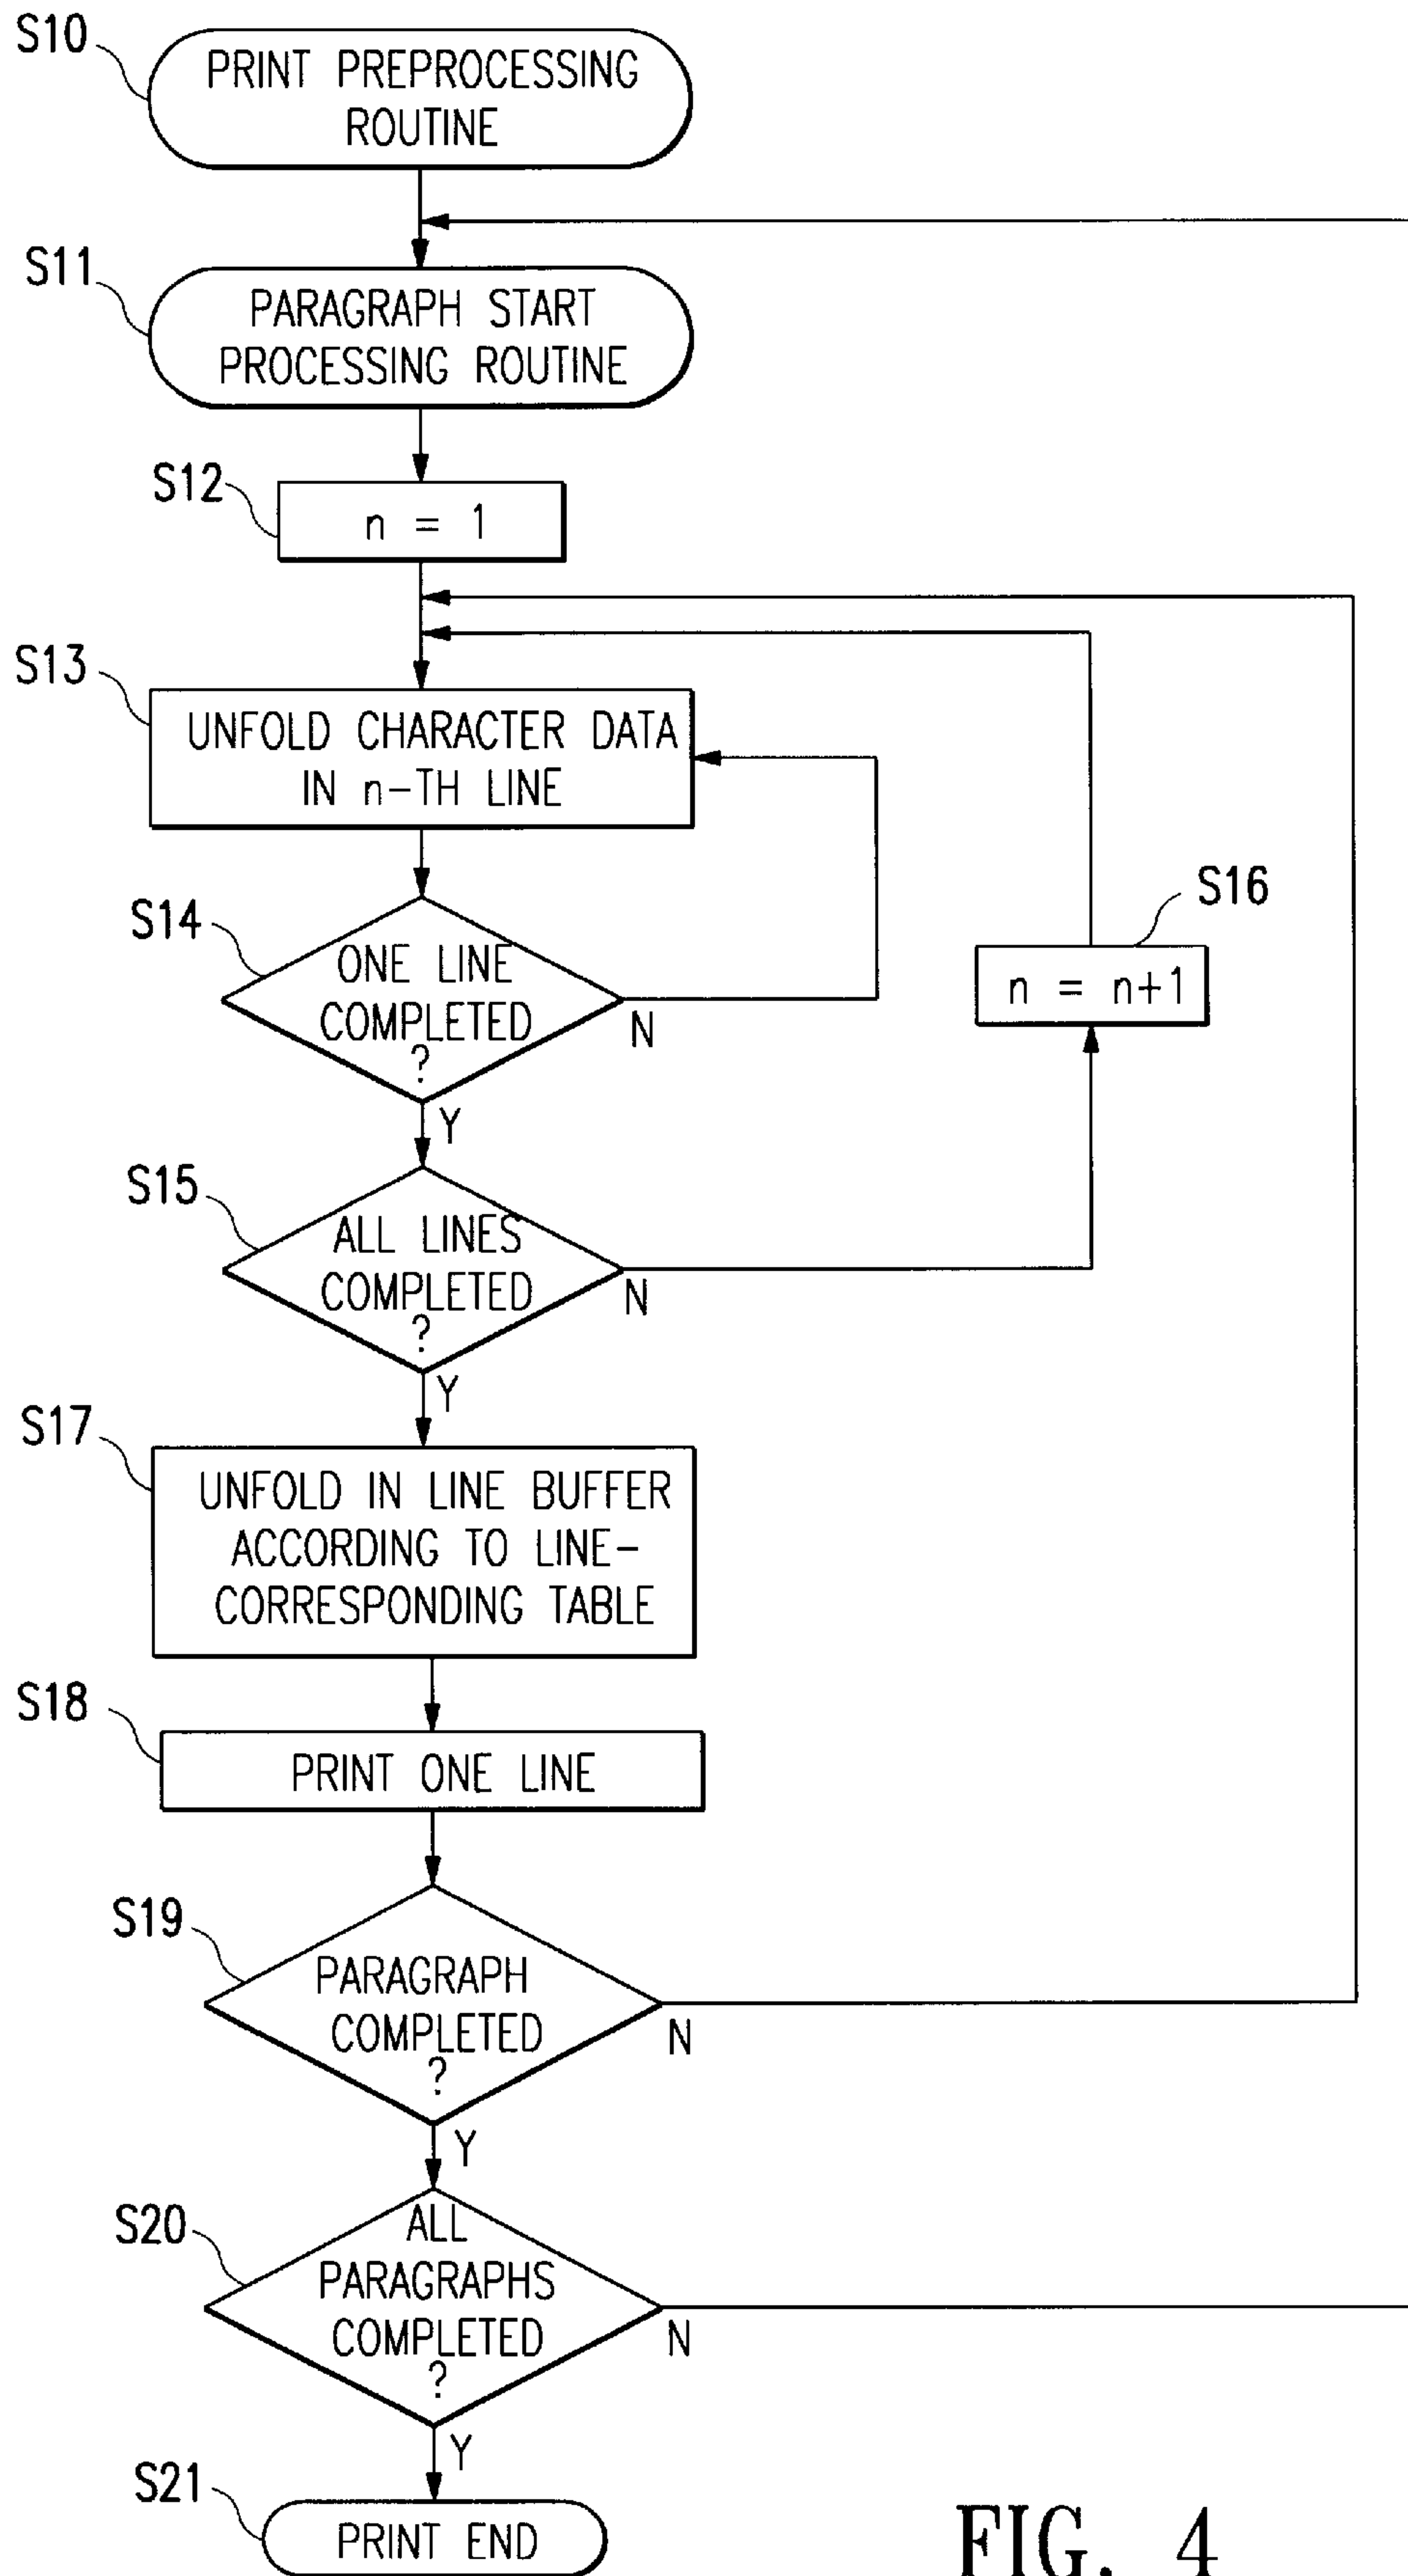 S10
PRINT PREPROCESSING
ROUTINE
S11
PARAGRAPH START
PROCESSING ROUTINE
S12
n = 1
S13
UNFOLD CHARACTER DATA
IN n-TH LINE
S14
ONE LINE
COMPLETED
?
N
Y
S16
n = n+1
S15
ALL LINES
COMPLETED
?
N
Y
S17
UNFOLD IN LINE BUFFER
ACCORDING TO LINE-
CORRESPONDING TABLE
S18
PRINT ONE LINE
S19
PARAGRAPH
COMPLETED
?
N
Y
S20
ALL
PARAGRAPHS
COMPLETED
?
N
Y
S21
PRINT END
FIG. 4